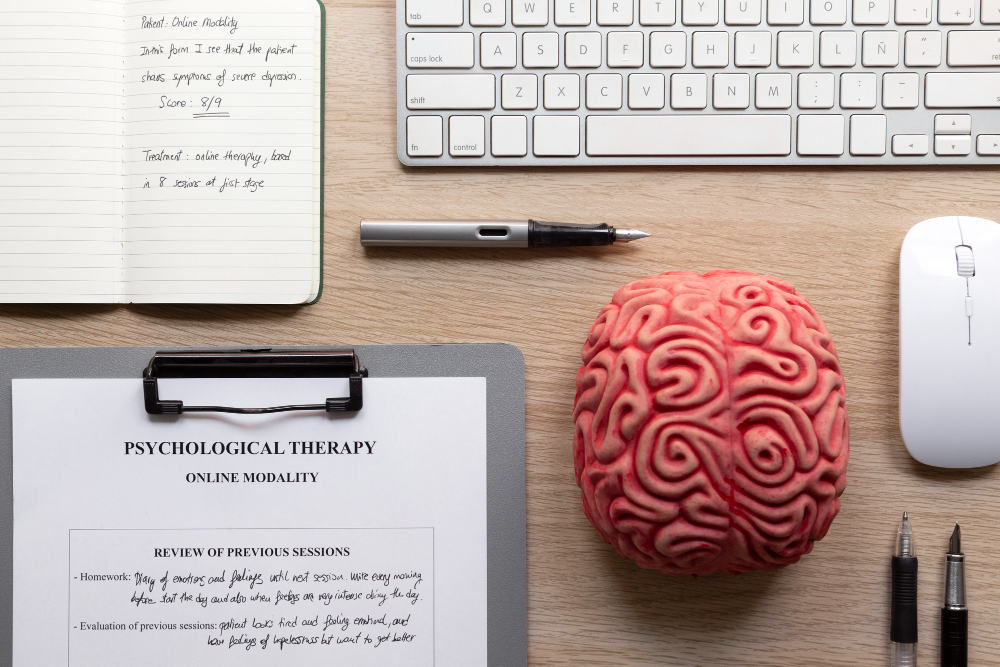 Patient: Online Modality
In this form I see that the patient
shows symptoms of severe depression.
Score: 8/9
Treatment: online theraphy, based
in 8 sessions at first stage
tab Q W E R T Y U I O P
caps lock A S D F G H J K L Ñ
shift Z X C V B N M
fn control
PSYCHOLOGICAL THERAPY
ONLINE MODALITY
REVIEW OF PREVIOUS SESSIONS
- Homework: Diary of emotions and feelings until next session. Write every morning
before start the day and also when feelings are very intense during the day.
- Evaluation of previous sessions: patient looks tired and feeling emotional, and
have feelings of hopelessness but want to get better